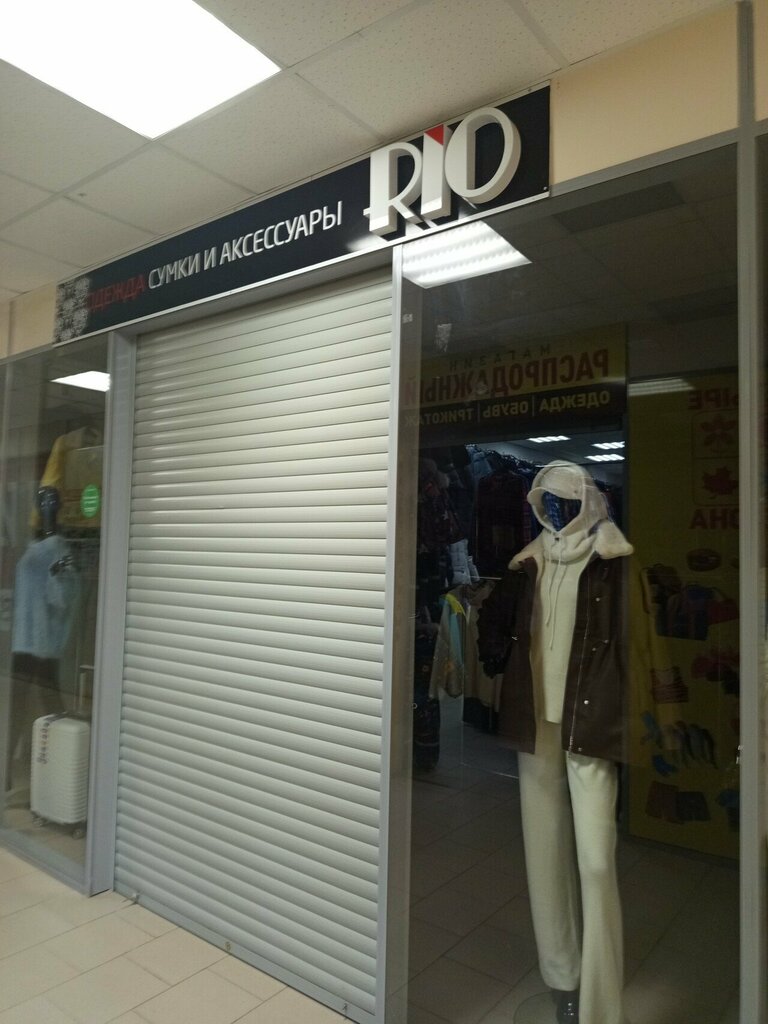 ОДЕЖДА СУМКИ И АКСЕССУАРЫ RIO
МАГАЗИН
РАСПРОДАЖНЫЙ
ОДЕЖДА | ОБУВЬ | ТРИКОТАЖ